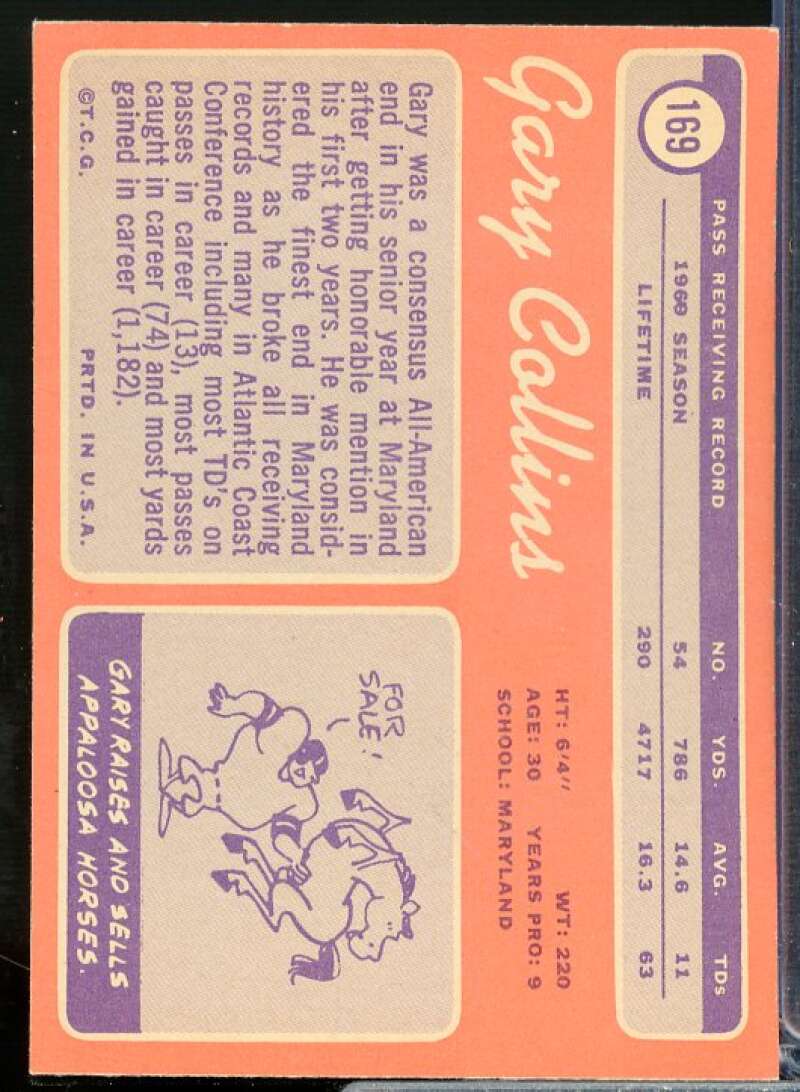 169
PASS RECEIVING RECORD NO. YDS. AVG. TDs
1969 SEASON 54 786 14.6 11
LIFETIME 290 4717 16.3 63
Gary Collins
HT: 6'4" WT: 220
AGE: 30 YEARS PRO: 9
SCHOOL: MARYLAND
Gary was a consensus All-American
end in his senior year at Maryland
after getting honorable mention in
his first two years. He was consid-
ered the finest end in Maryland
history as he broke all receiving
records and many in Atlantic Coast
Conference including most TD's on
passes in career (13), most passes
caught in career (74) and most yards
gained in career (1,182).
©T.C.G. PRTD. IN U.S.A.
FOR
SALE!
GARY RAISES AND SELLS
APPALOOSA HORSES.